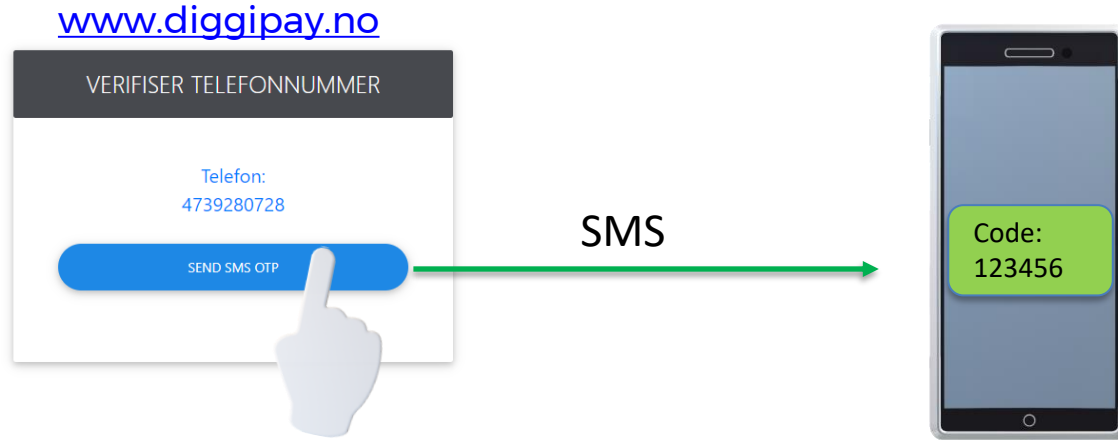 www.diggipay.no
VERIFISER TELEFONNUMMER
Telefon:
4739280728
SEND SMS OTP
SMS
Code:
123456